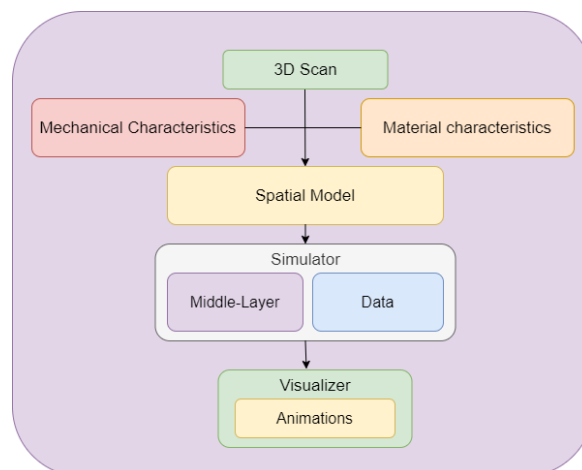 3D Scan
Mechanical Characteristics
Material characteristics
Spatial Model
Simulator
Middle-Layer
Data
Visualizer
Animations